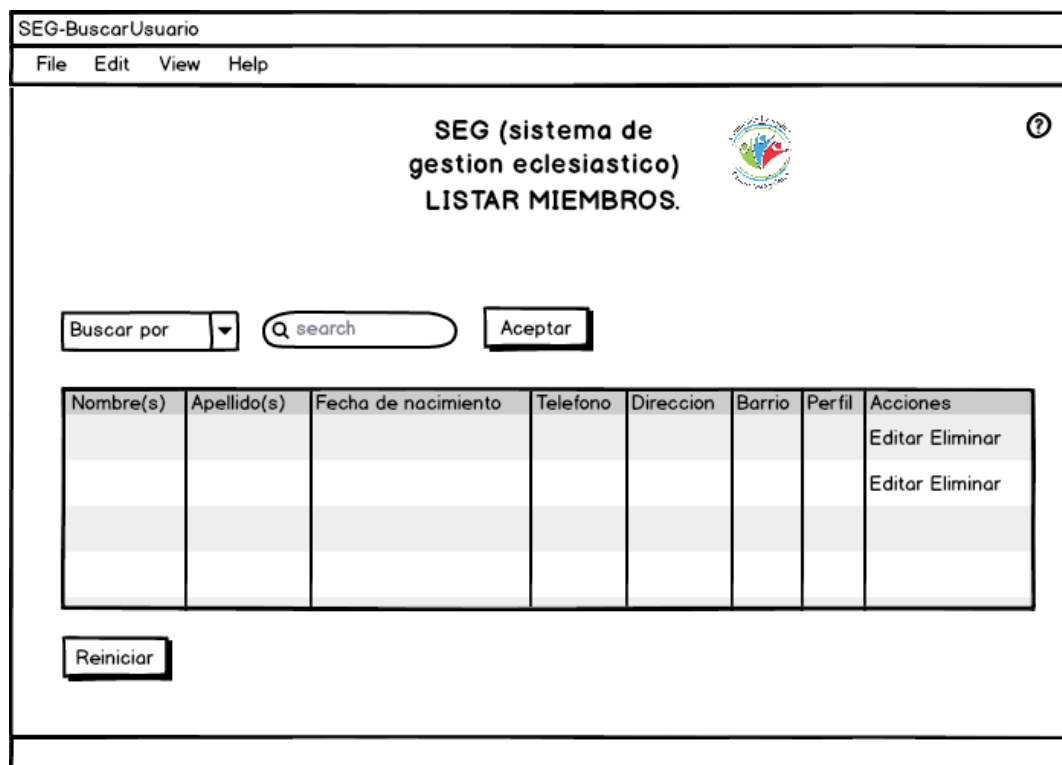 SEG-BuscarUsuario
File Edit View Help
SEG (sistema de
gestion eclesiastico)
LISTAR MIEMBROS.
?
Buscar por search Aceptar
Nombre(s) Apellido(s) Fecha de nacimiento Telefono Direccion Barrio Perfil Acciones
Editar Eliminar
Editar Eliminar
Reiniciar